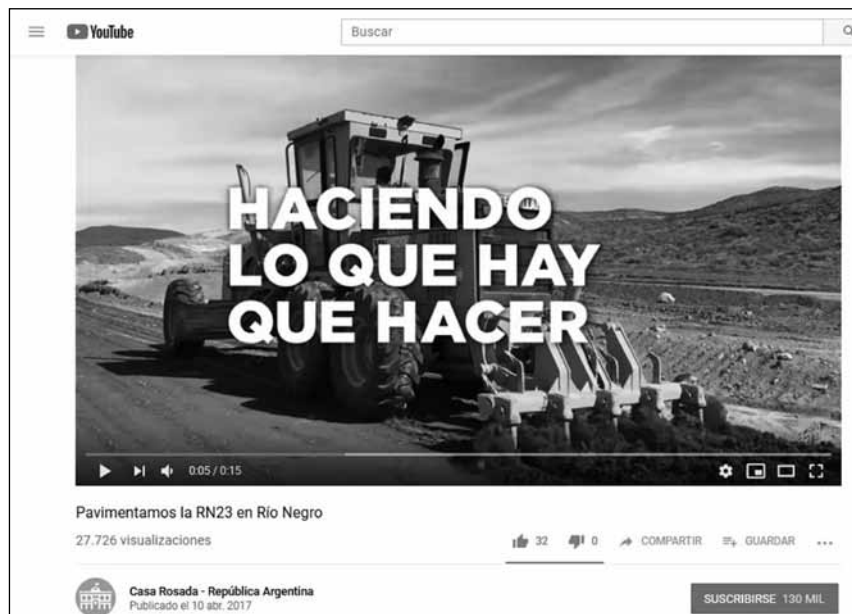 YouTube
Buscar
HACIENDO
LO QUE HAY
QUE HACER
0:05 / 0:15
Pavimentamos la RN23 en Río Negro
27.726 visualizaciones
32 0 COMPARTIR GUARDAR
Casa Rosada - República Argentina
Publicado el 10 abr. 2017
SUSCRIBIRSE 130 MIL